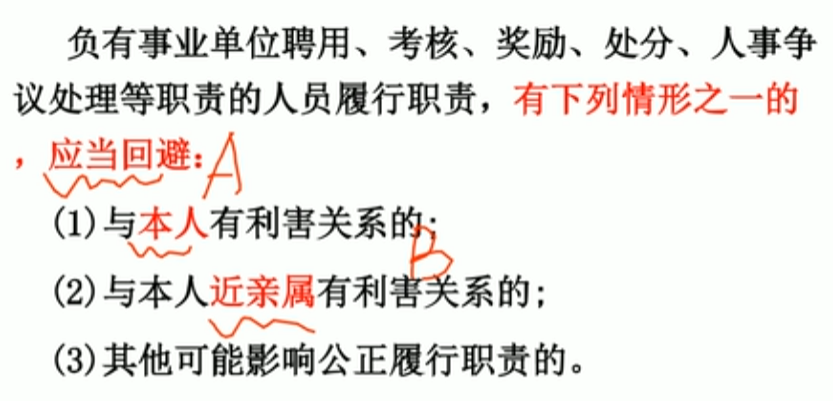 负有事业单位聘用、考核、奖励、处分、人事争
议处理等职责的人员履行职责，有下列情形之一的
，应当回避：A
(1)与本人有利害关系的；
B
(2)与本人近亲属有利害关系的；
(3)其他可能影响公正履行职责的。